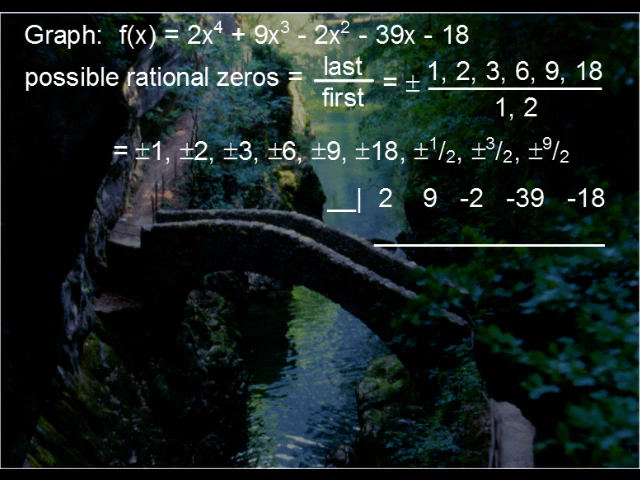 Graph: f(x) = 2x⁴ + 9x³ - 2x² - 39x - 18
possible rational zeros = last/first = ± 1, 2, 3, 6, 9, 18/1, 2
= ±1, ±2, ±3, ±6, ±9, ±18, ±¹/₂, ±³/₂, ±⁹/₂
__| 2 9 -2 -39 -18